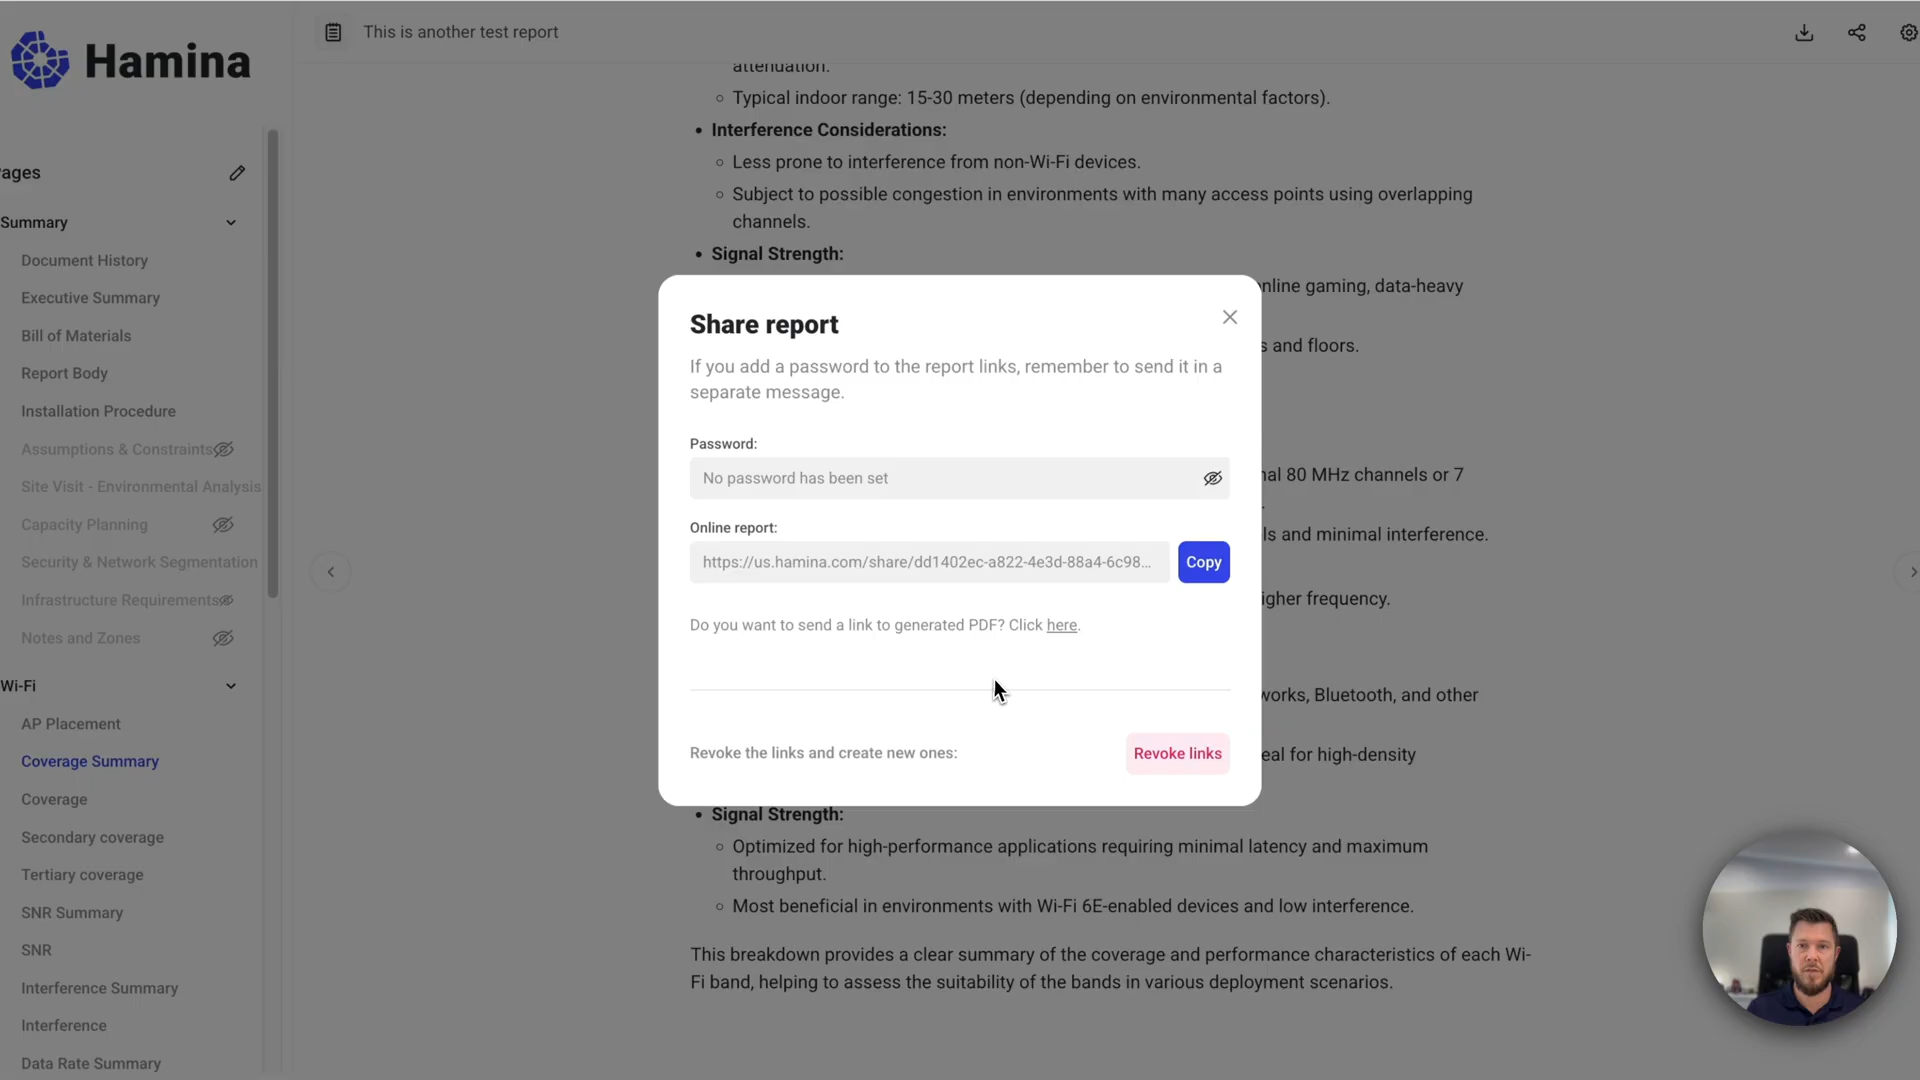 Hamina
This is another test report
ages
Summary
Document History
Executive Summary
Bill of Materials
Report Body
Installation Procedure
Assumptions & Constraints
Site Visit - Environmental Analysis
Capacity Planning
Security & Network Segmentation
Infrastructure Requirements
Notes and Zones
Wi-Fi
AP Placement
Coverage Summary
Coverage
Secondary coverage
Tertiary coverage
SNR Summary
SNR
Interference Summary
Interference
Data Rate Summary
attenuation.
Typical indoor range: 15-30 meters (depending on environmental factors).
Interference Considerations:
Less prone to interference from non-Wi-Fi devices.
Subject to possible congestion in environments with many access points using overlapping
channels.
Signal Strength:
nline gaming, data-heavy
s and floors.
nal 80 MHz channels or 7
ls and minimal interference.
igher frequency.
works, Bluetooth, and other
eal for high-density
Share report
If you add a password to the report links, remember to send it in a
separate message.
Password:
No password has been set
Online report:
https://us.hamina.com/share/dd1402ec-a822-4e3d-88a4-6c98...
Copy
Do you want to send a link to generated PDF? Click here.
Revoke the links and create new ones:
Revoke links
Signal Strength:
Optimized for high-performance applications requiring minimal latency and maximum
throughput.
Most beneficial in environments with Wi-Fi 6E-enabled devices and low interference.
This breakdown provides a clear summary of the coverage and performance characteristics of each Wi-
Fi band, helping to assess the suitability of the bands in various deployment scenarios.